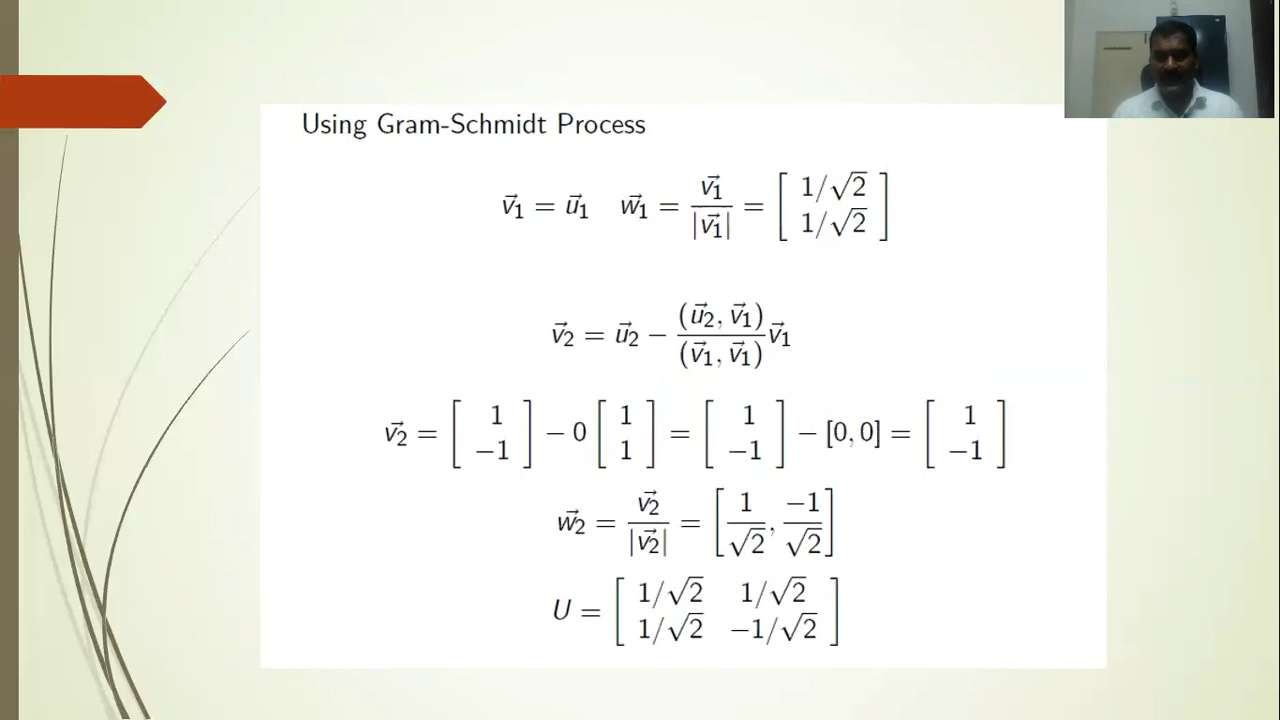 Using Gram-Schmidt Process
v⃗₁ = u⃗₁   w⃗₁ = v⃗₁ / |v⃗₁| = [ 1/√2 ; 1/√2 ]
v⃗₂ = u⃗₂ − (u⃗₂, v⃗₁) / (v⃗₁, v⃗₁) v⃗₁
v⃗₂ = [ 1 ; −1 ] − 0 [ 1 ; 1 ] = [ 1 ; −1 ] − [0, 0] = [ 1 ; −1 ]
w⃗₂ = v⃗₂ / |v⃗₂| = [ 1/√2, −1/√2 ]
U = [ 1/√2 1/√2 ; 1/√2 −1/√2 ]